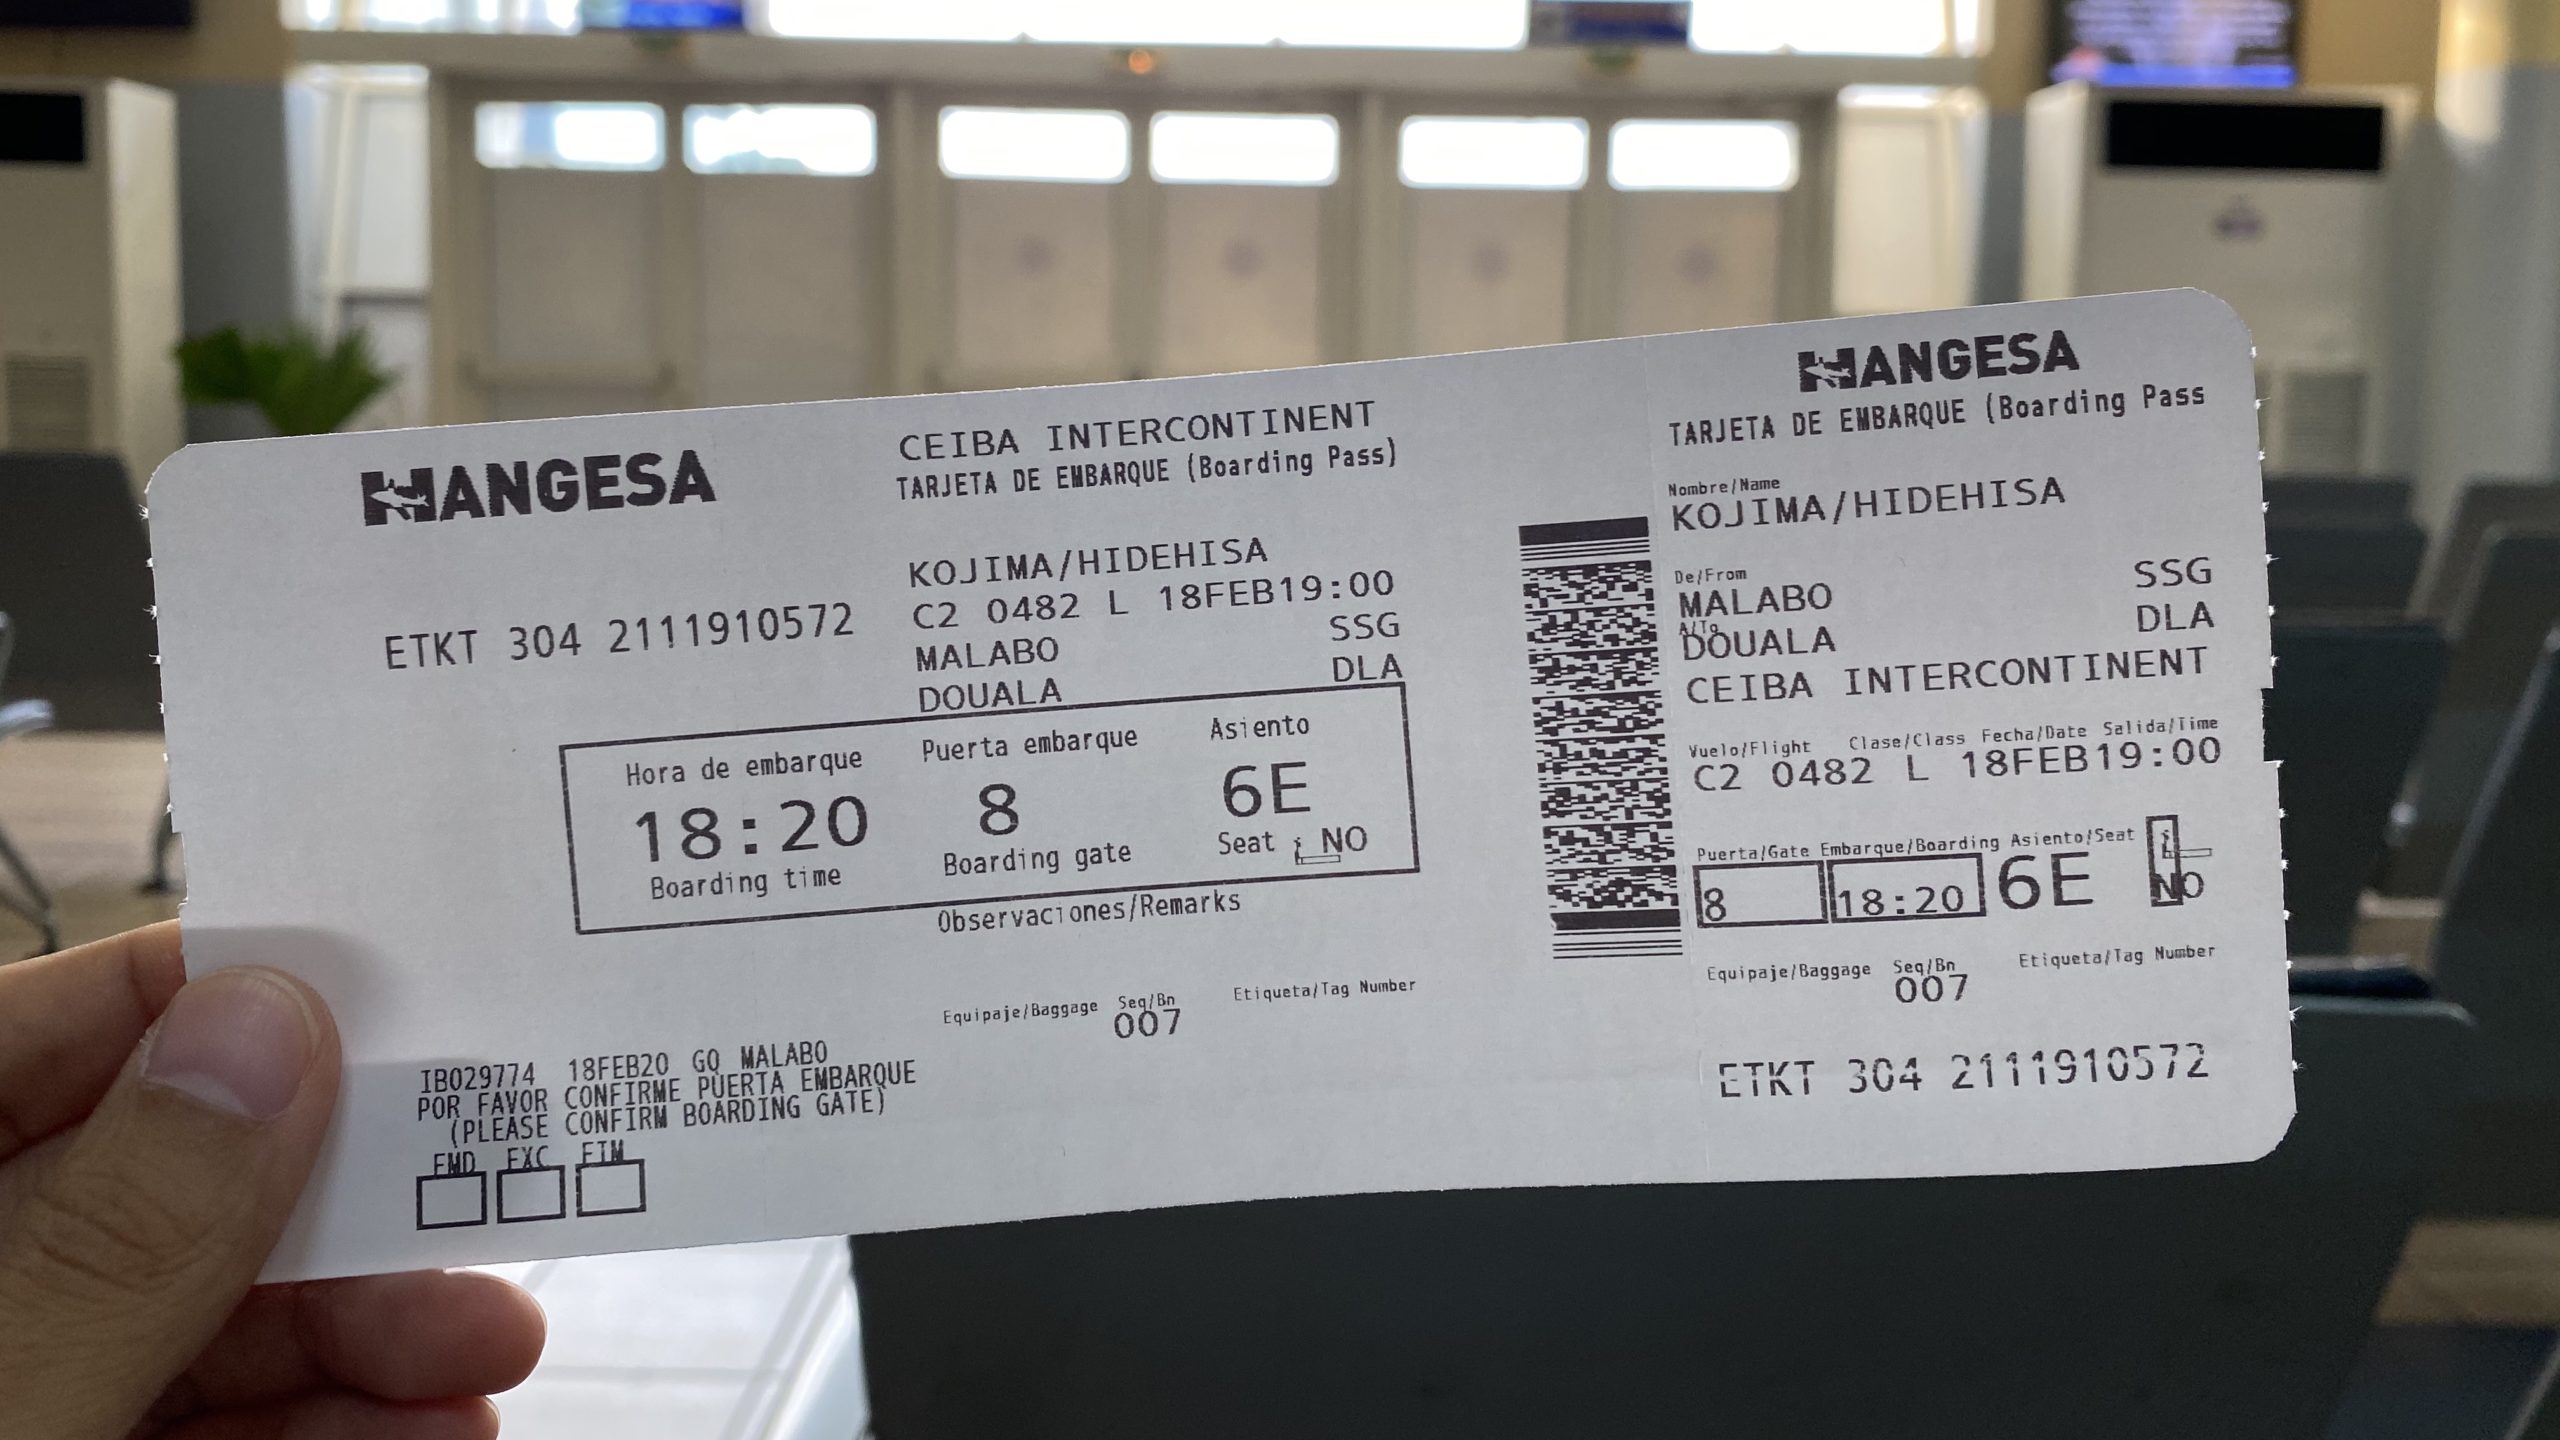 HANGESA
CEIBA INTERCONTINENT
TARJETA DE EMBARQUE (Boarding Pass)
ETKT 304 2111910572
KOJIMA/HIDEHISA
C2 0482 L 18FEB19:00
MALABO SSG
DOUALA DLA
Hora de embarque Puerta embarque Asiento
18:20 8 6E
Boarding time Boarding gate Seat NO
Observaciones/Remarks
Equipaje/Baggage Seq/Bn Etiqueta/Tag Number
007
IB029774 18FEB20 GQ MALABO
POR FAVOR CONFIRME PUERTA EMBARQUE
(PLEASE CONFIRM BOARDING GATE)
EMD EXC FIM
HANGESA
TARJETA DE EMBARQUE (Boarding Pass
Nombre/Name
KOJIMA/HIDEHISA
De/From
MALABO SSG
A/To
DOUALA DLA
CEIBA INTERCONTINENT
Vuelo/Flight Clase/Class Fecha/Date Salida/Time
C2 0482 L 18FEB19:00
Puerta/Gate Embarque/Boarding Asiento/Seat
8 18:20 6E NO
Equipaje/Baggage Seq/Bn Etiqueta/Tag Number
007
ETKT 304 2111910572